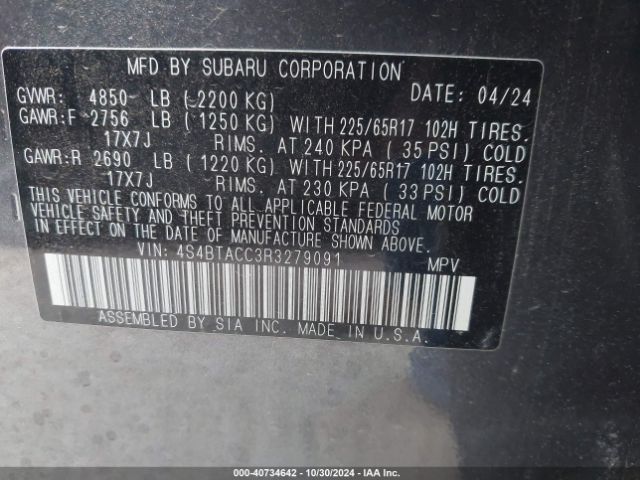 MFD BY SUBARU CORPORATION DATE: 04/24
GVWR: 4850 LB (2200 KG)
GAWR:F 2756 LB (1250 KG) WITH 225/65R17 102H TIRES.
17X7J RIMS. AT 240 KPA (35 PSI) COLD
GAWR:R 2690 LB (1220 KG) WITH 225/65R17 102H TIRES.
17X7J RIMS. AT 230 KPA (33 PSI) COLD
THIS VEHICLE CONFORMS TO ALL APPLICABLE FEDERAL MOTOR
VEHICLE SAFETY AND THEFT PREVENTION STANDARDS
IN EFFECT ON THE DATE OF MANUFACTURE SHOWN ABOVE.
VIN: 4S4BTACC3R3279091 MPV
ASSEMBLED BY SIA INC. MADE IN U.S.A.
000-40734642 - 10/30/2024 - IAA Inc.